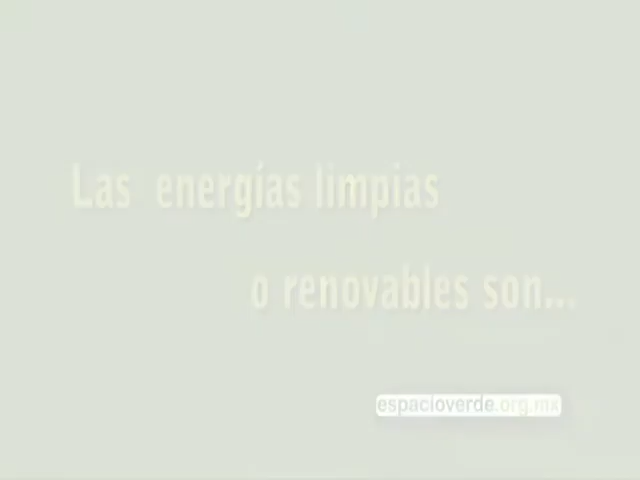 Las energías limpias
o renovables son...
espacioverde.org.mx